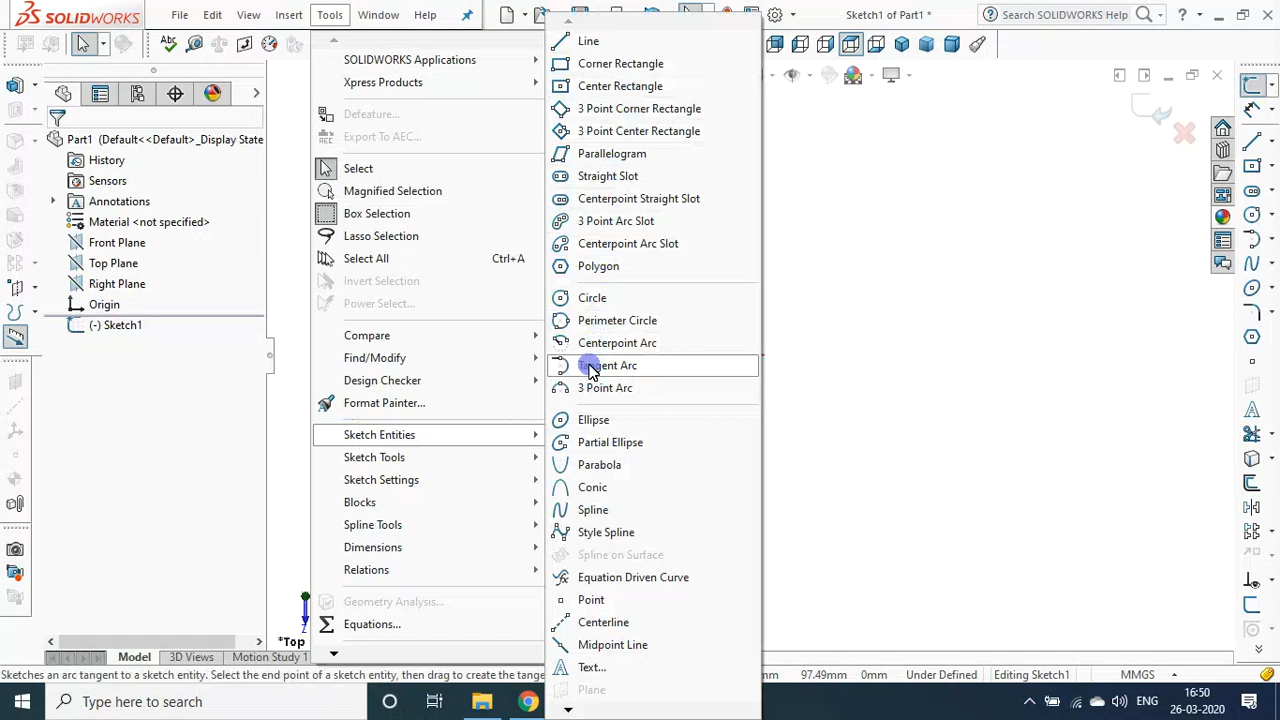 SOLIDWORKS File Edit View Insert Tools Window Help Sketch1 of Part1 * Search SOLIDWORKS Help ?
Part1 (Default<<Default>_Display State
History
Sensors
Annotations
Material <not specified>
Front Plane
Top Plane
Right Plane
Origin
(-) Sketch1
SOLIDWORKS Applications
Xpress Products
Defeature...
Export To AEC...
Select
Magnified Selection
Box Selection
Lasso Selection
Select All Ctrl+A
Invert Selection
Power Select...
Compare
Find/Modify
Design Checker
Format Painter...
Sketch Entities
Sketch Tools
Sketch Settings
Blocks
Spline Tools
Dimensions
Relations
Geometry Analysis...
Equations...
Line
Corner Rectangle
Center Rectangle
3 Point Corner Rectangle
3 Point Center Rectangle
Parallelogram
Straight Slot
Centerpoint Straight Slot
3 Point Arc Slot
Centerpoint Arc Slot
Polygon
Circle
Perimeter Circle
Centerpoint Arc
Tangent Arc
3 Point Arc
Ellipse
Partial Ellipse
Parabola
Conic
Spline
Style Spline
Spline on Surface
Equation Driven Curve
Point
Centerline
Midpoint Line
Text...
Plane
Z
*Top
Model 3D Views Motion Study 1
Sketches an arc tangent to a sketch entity. Select the end point of a sketch entity, then drag to create the tange 97.49mm 0mm Under Defined Editing Sketch1 MMGS
Type here to search
ENG
16:50
26-03-2020